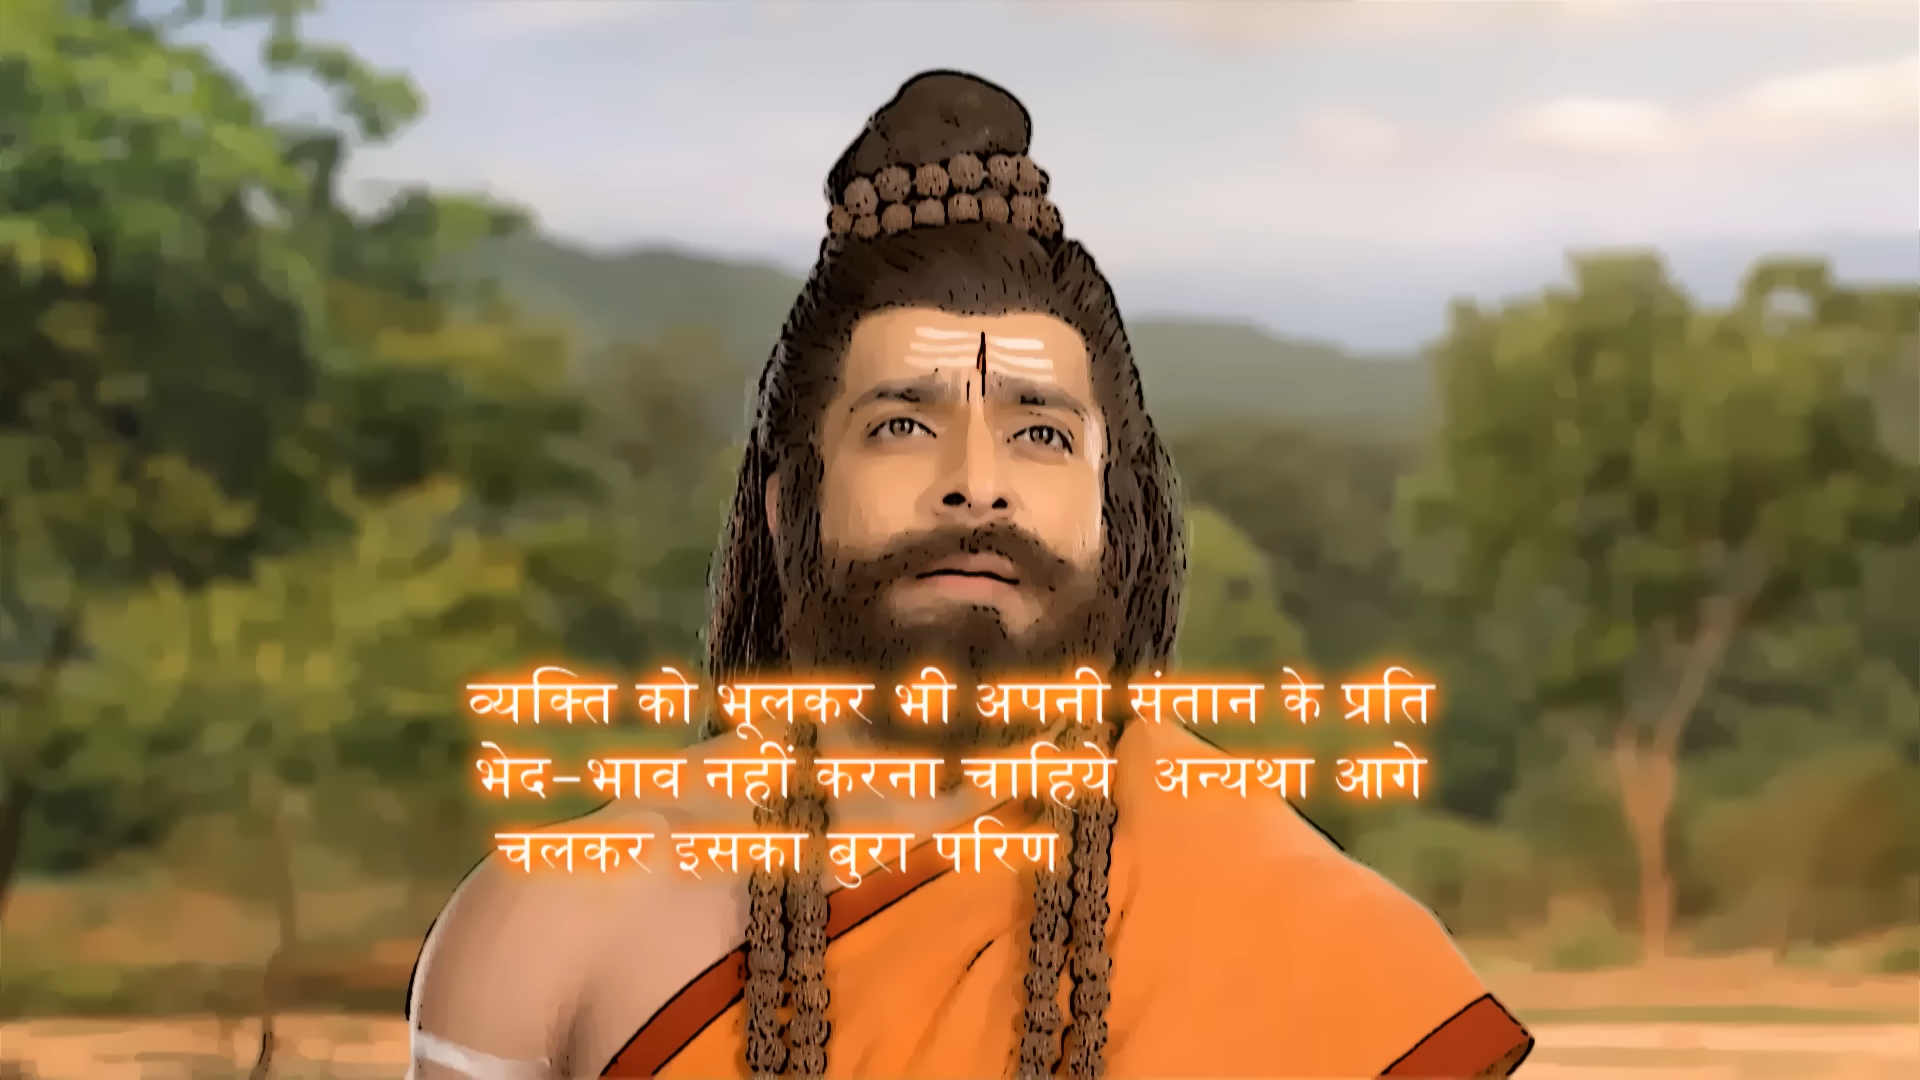 व्यक्ति को भूलकर भी अपनी संतान के प्रति
भेद-भाव नहीं करना चाहिये अन्यथा आगे
चलकर इसका बुरा परिण